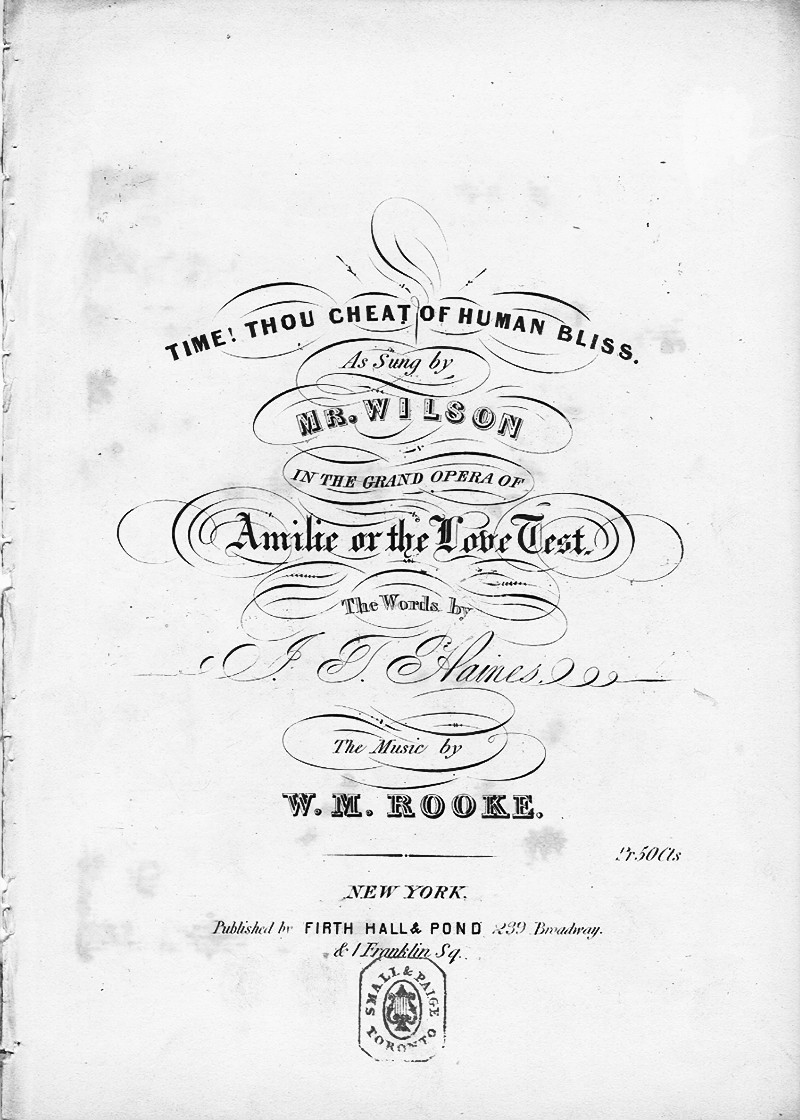 TIME! THOU CHEAT OF HUMAN BLISS.
As Sung by
MR. WILSON
IN THE GRAND OPERA OF
Amilie or the Love Test.
The Words by
J. T. Haines.
The Music by
W. M. ROOKE.
Pr 50 Cts
NEW YORK.
Published by FIRTH HALL & POND 239 Broadway.
& 1 Franklin Sq.
SMALL & PAIGE
TORONTO